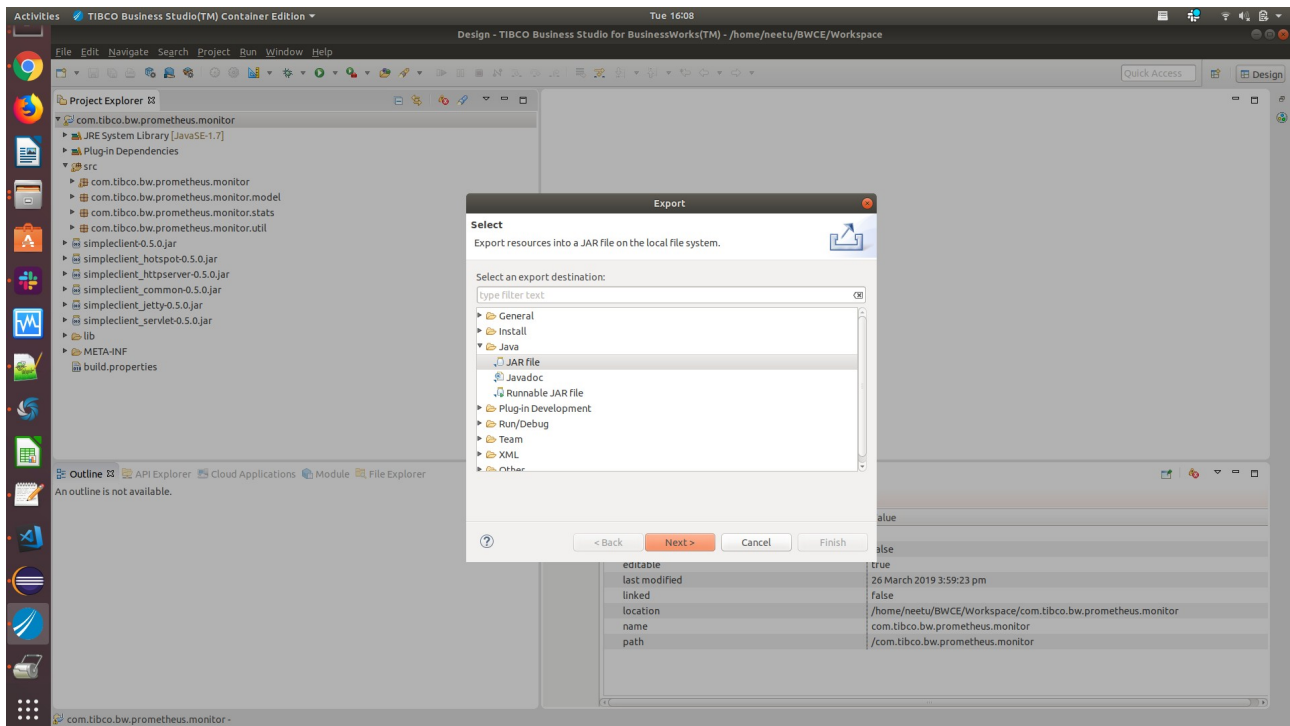 Activities TIBCO Business Studio(TM) Container Edition Tue 16:08
Design - TIBCO Business Studio for BusinessWorks(TM) - /home/neetu/BWCE/Workspace
File Edit Navigate Search Project Run Window Help
Quick Access Design
Project Explorer
com.tibco.bw.prometheus.monitor
JRE System Library [JavaSE-1.7]
Plug-in Dependencies
src
com.tibco.bw.prometheus.monitor
com.tibco.bw.prometheus.monitor.model
com.tibco.bw.prometheus.monitor.stats
com.tibco.bw.prometheus.monitor.util
simpleclient-0.5.0.jar
simpleclient_hotspot-0.5.0.jar
simpleclient_httpserver-0.5.0.jar
simpleclient_common-0.5.0.jar
simpleclient_jetty-0.5.0.jar
simpleclient_servlet-0.5.0.jar
lib
META-INF
build.properties
Export
Select
Export resources into a JAR file on the local file system.
Select an export destination:
type filter text
General
Install
Java
JAR file
Javadoc
Runnable JAR file
Plug-in Development
Run/Debug
Team
XML
Other
< Back Next > Cancel Finish
Outline API Explorer Cloud Applications Module File Explorer
An outline is not available.
alue
alse
editable true
last modified 26 March 2019 3:59:23 pm
linked false
location /home/neetu/BWCE/Workspace/com.tibco.bw.prometheus.monitor
name com.tibco.bw.prometheus.monitor
path /com.tibco.bw.prometheus.monitor
com.tibco.bw.prometheus.monitor -